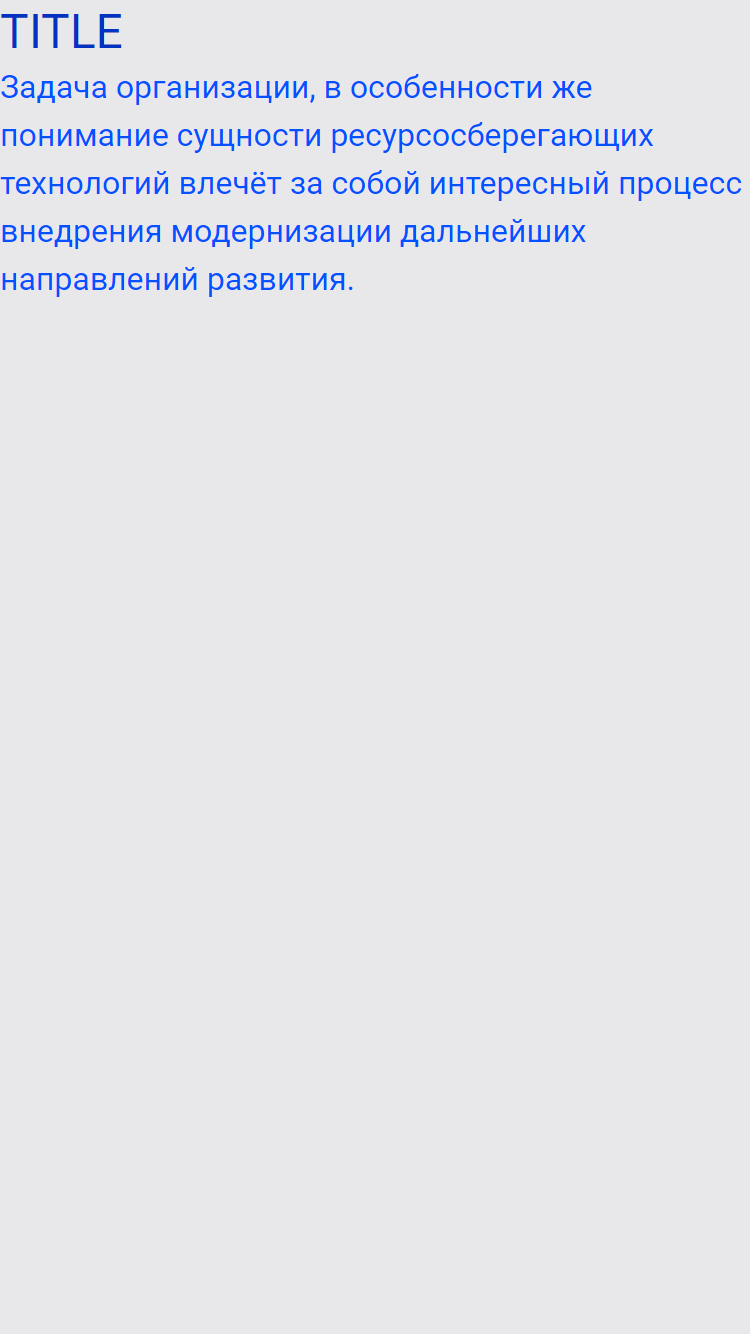 TITLE
Задача организации, в особенности же
понимание сущности ресурсосберегающих
технологий влечёт за собой интересный процесс
внедрения модернизации дальнейших
направлений развития.